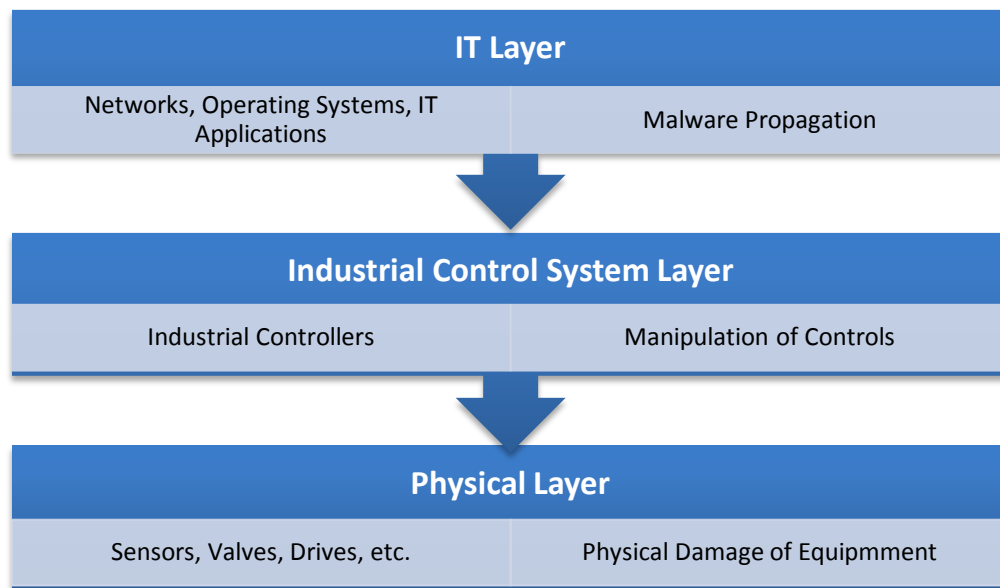 IT Layer
Networks, Operating Systems, IT
Applications
Malware Propagation
Industrial Control System Layer
Industrial Controllers
Manipulation of Controls
Physical Layer
Sensors, Valves, Drives, etc.
Physical Damage of Equipmment